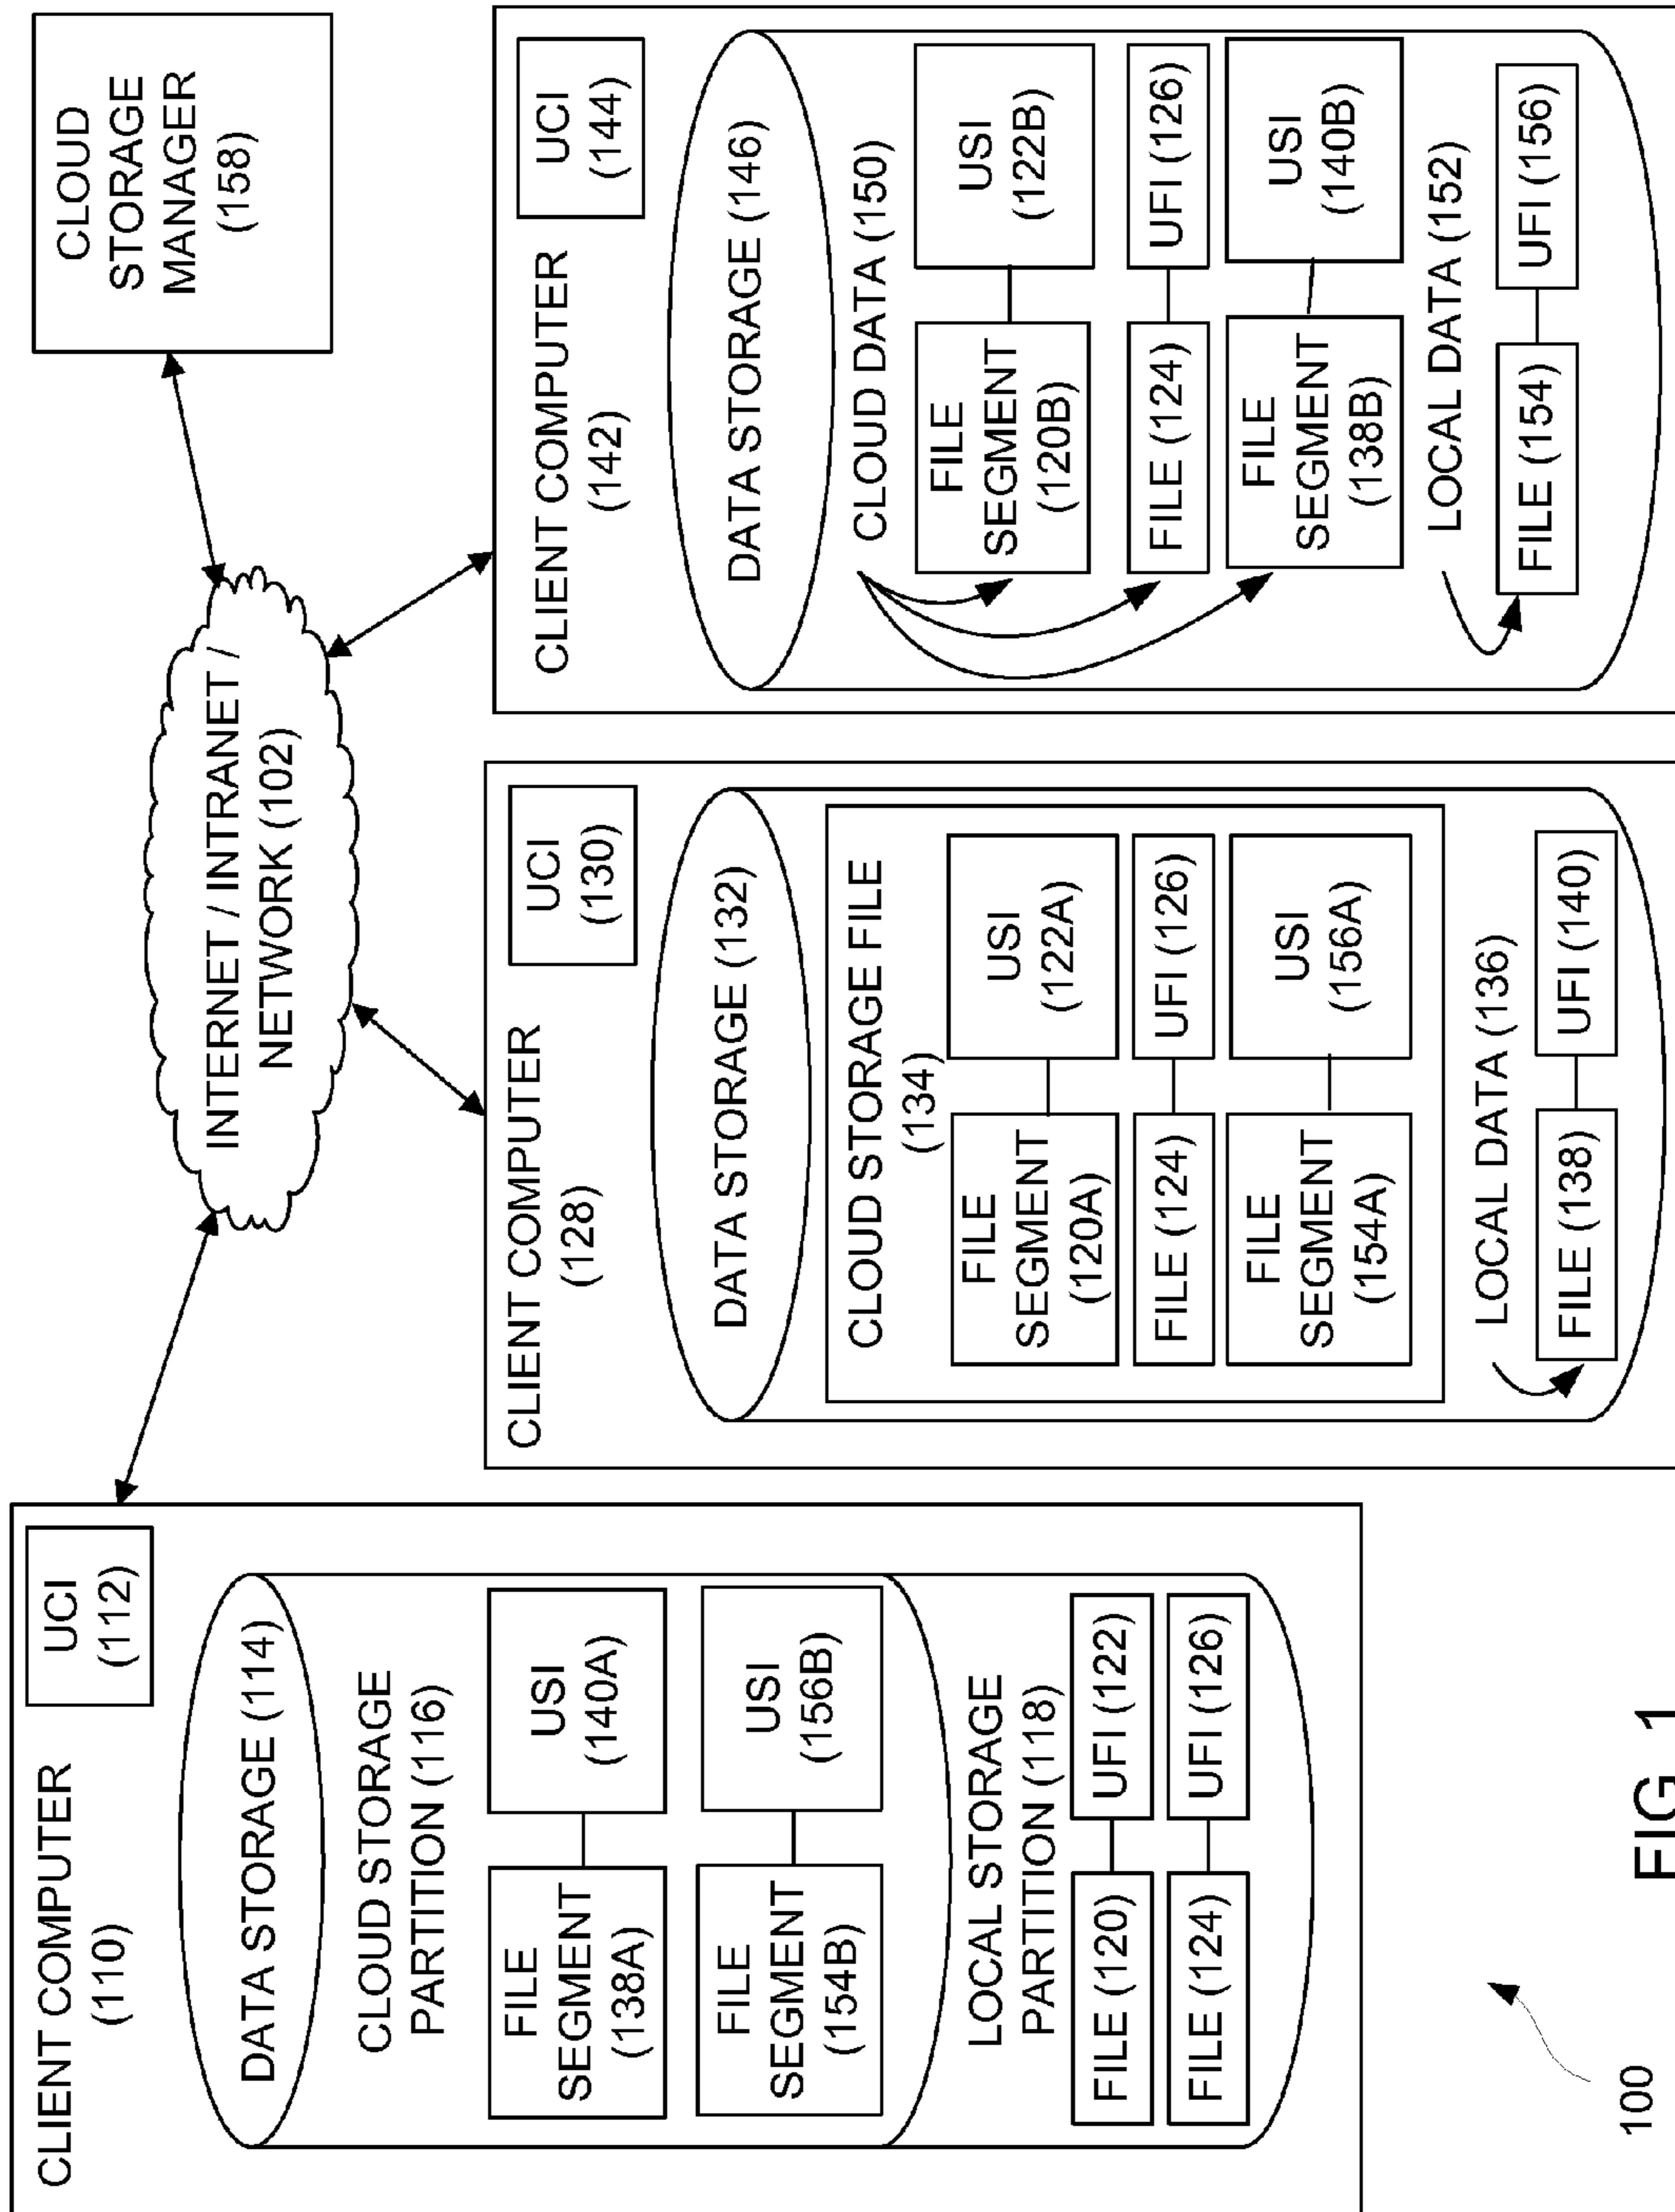 CLIENT COMPUTER
(110)
UCI
(112)
DATA STORAGE (114)
CLOUD STORAGE
PARTITION (116)
FILE
SEGMENT
(138A)
USI
(140A)
FILE
SEGMENT
(154B)
USI
(156B)
LOCAL STORAGE
PARTITION (118)
FILE (120)
UFI (122)
FILE (124)
UFI (126)
INTERNET / INTRANET /
NETWORK (102)
CLOUD
STORAGE
MANAGER
(158)
CLIENT COMPUTER
(128)
UCI
(130)
DATA STORAGE (132)
CLOUD STORAGE FILE
(134)
FILE
SEGMENT
(120A)
USI
(122A)
FILE (124)
UFI (126)
FILE
SEGMENT
(154A)
USI
(156A)
LOCAL DATA (136)
FILE (138)
UFI (140)
CLIENT COMPUTER
(142)
UCI
(144)
DATA STORAGE (146)
CLOUD DATA (150)
FILE
SEGMENT
(120B)
USI
(122B)
FILE (124)
UFI (126)
FILE
SEGMENT
(138B)
USI
(140B)
LOCAL DATA (152)
FILE (154)
UFI (156)
100
FIG. 1